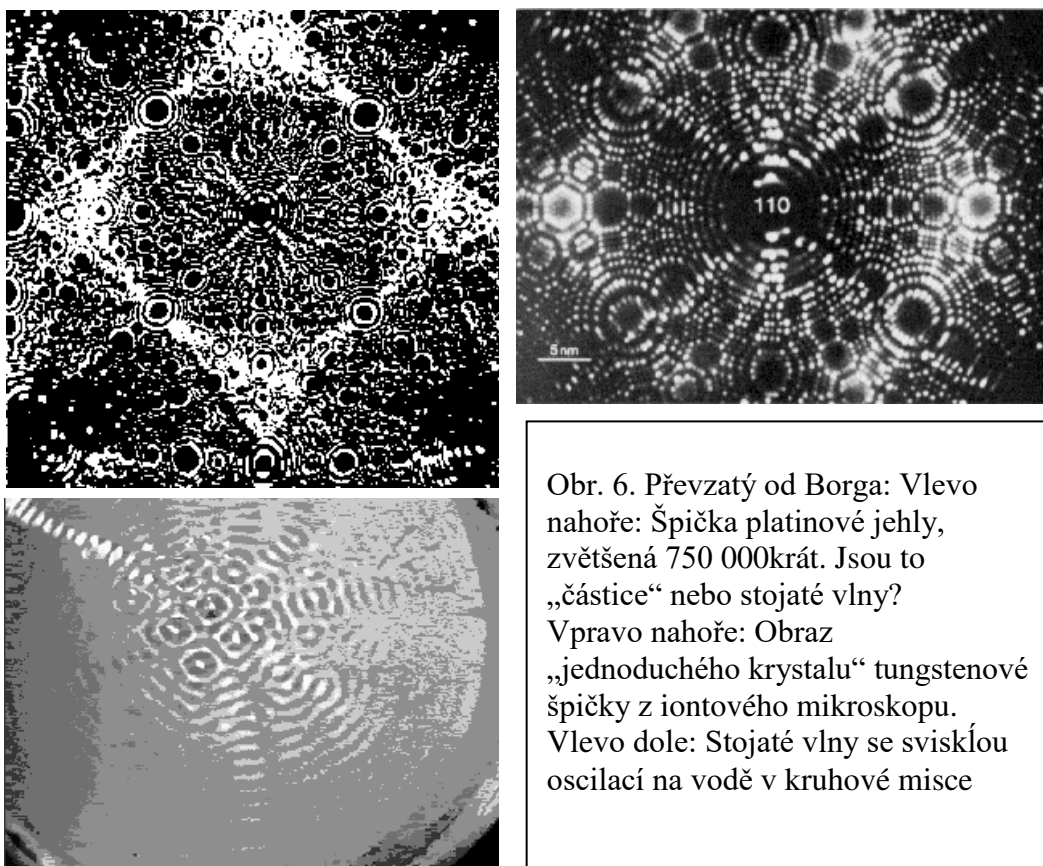 110
5 nm
Obr. 6. Převzatý od Borga: Vlevo
nahoře: Špička platinové jehly,
zvětšená 750 000krát. Jsou to
„částice“ nebo stojaté vlny?
Vpravo nahoře: Obraz
„jednoduchého krystalu“ tungstenové
špičky z iontového mikroskopu.
Vlevo dole: Stojaté vlny se sviskĺou
oscilací na vodě v kruhové misce